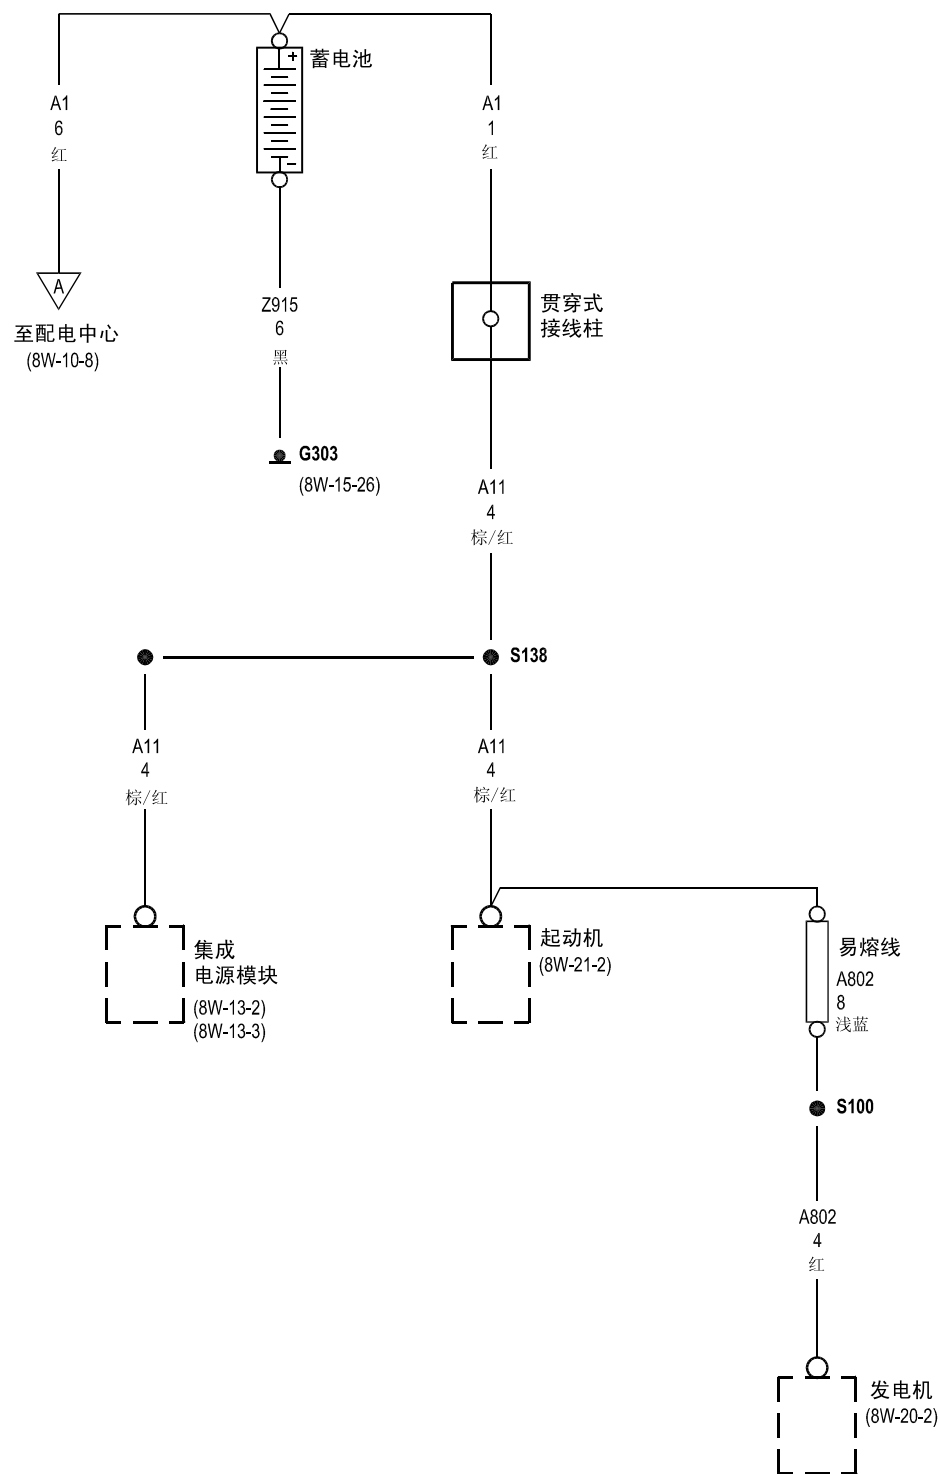 蓄电池
+
-
A1
6
红
A1
1
红
A
至配电中心
(8W-10-8)
Z915
6
黑
贯穿式
接线柱
G303
(8W-15-26)
A11
4
棕/红
S138
A11
4
棕/红
A11
4
棕/红
集成
电源模块
(8W-13-2)
(8W-13-3)
起动机
(8W-21-2)
易熔线
A802
8
浅蓝
S100
A802
4
红
发电机
(8W-20-2)